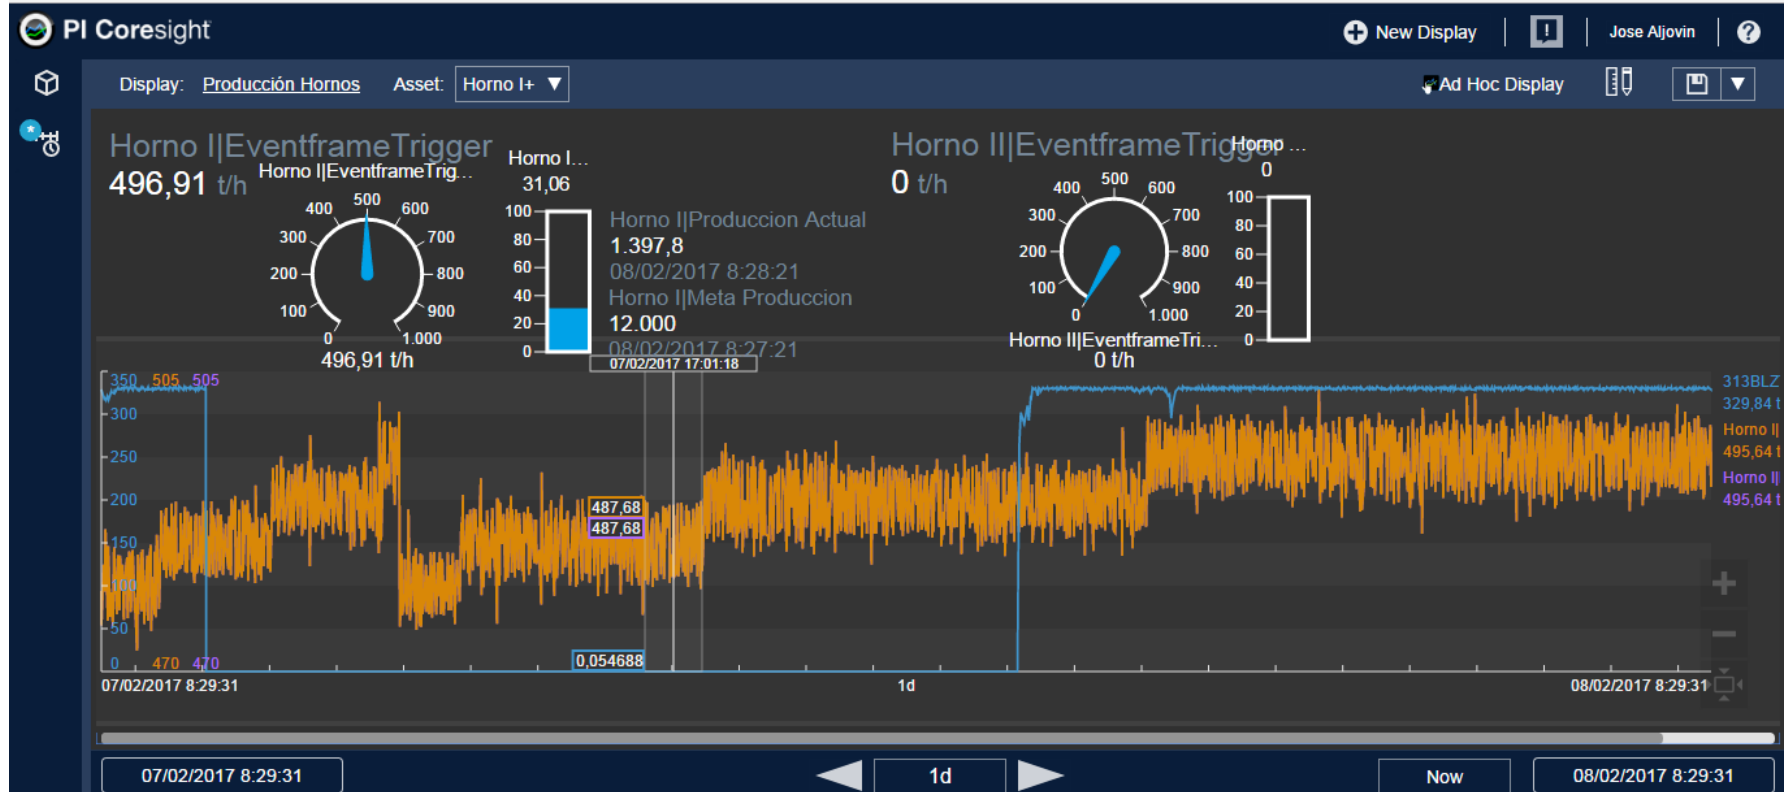 PI Coresight
New Display
Jose Aljovin
?
Display: Producción Hornos Asset: Horno I+
Ad Hoc Display
Horno I|EventframeTrigger
496,91 t/h
Horno I|EventframeTrig...
0 100 200 300 400 500 600 700 800 900 1.000
496,91 t/h
Horno I...
31,06
100
80
60
40
20
0
Horno I|Produccion Actual
1.397,8
08/02/2017 8:28:21
Horno I|Meta Produccion
12.000
08/02/2017 8:27:21
Horno II|EventframeTrigger
0 t/h
0 100 200 300 400 500 600 700 800 900 1.000
Horno II|EventframeTri...
0 t/h
Horno ...
0
100
80
60
40
20
0
07/02/2017 17:01:18
350 505 505
300
250
200
150
100
50
0 470 470
487,68
487,68
0,054688
313BLZ
329,84 t
Horno I|
495,64 t
Horno I|
495,64 t
07/02/2017 8:29:31 1d 08/02/2017 8:29:31
07/02/2017 8:29:31 1d Now 08/02/2017 8:29:31